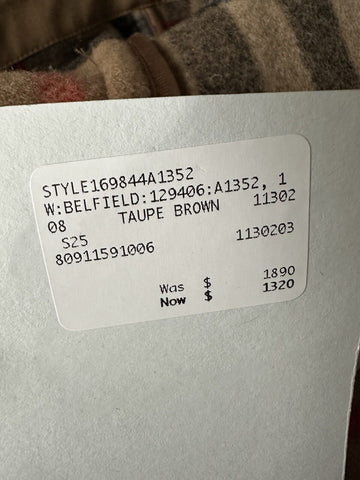 STYLE169844A1352
W:BELFIELD:129406:A1352, 1
08 TAUPE BROWN 11302
S25 1130203
80911591006
Was $ 1890
Now $ 1320